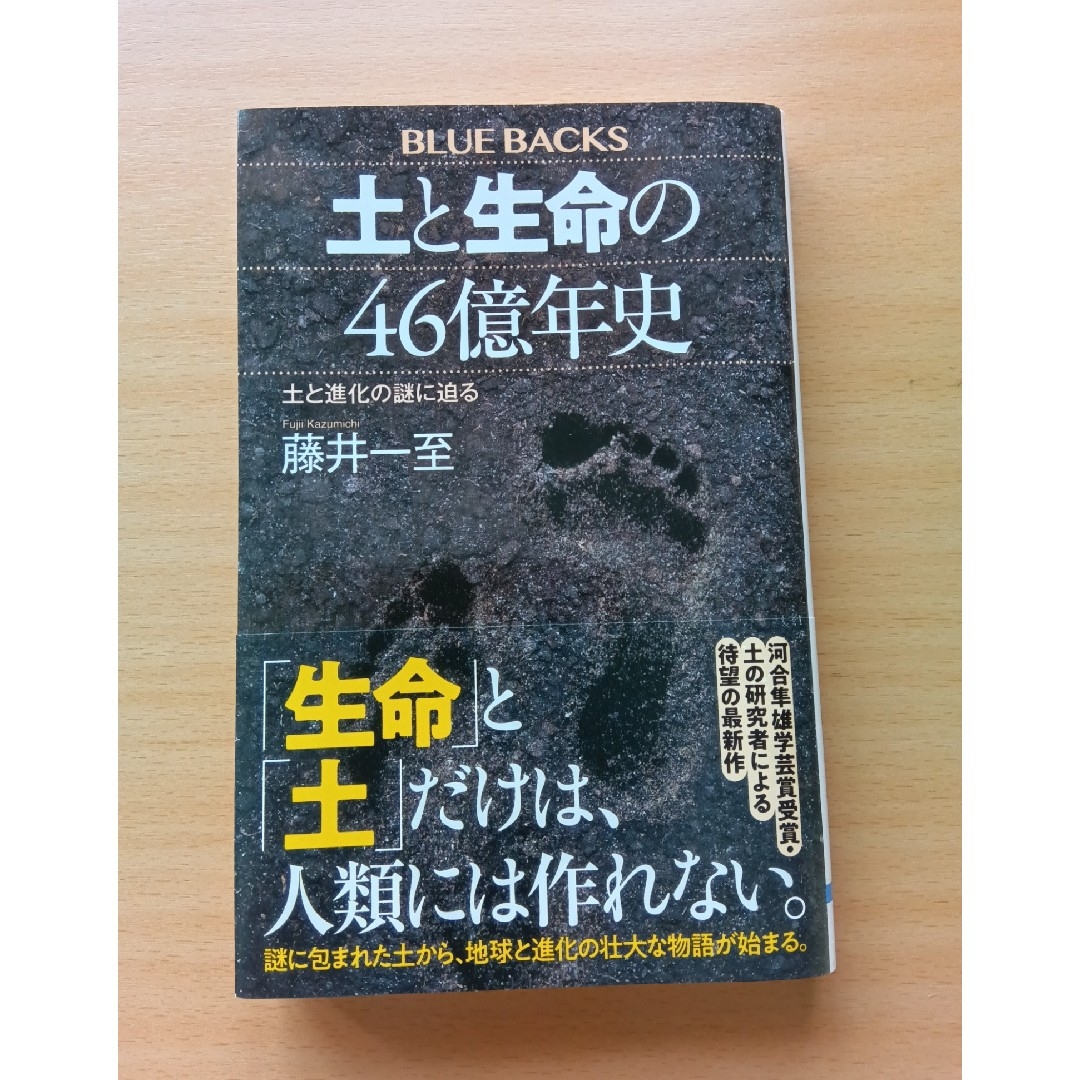 BLUE BACKS
土と生命の
46億年史
土と進化の謎に迫る
Fujii Kazumichi
藤井一至
「生命」と
「土」だけは、
人類には作れない。
河合隼雄学芸賞受賞・
土の研究者による
待望の最新作
謎に包まれた土から、地球と進化の壮大な物語が始まる。